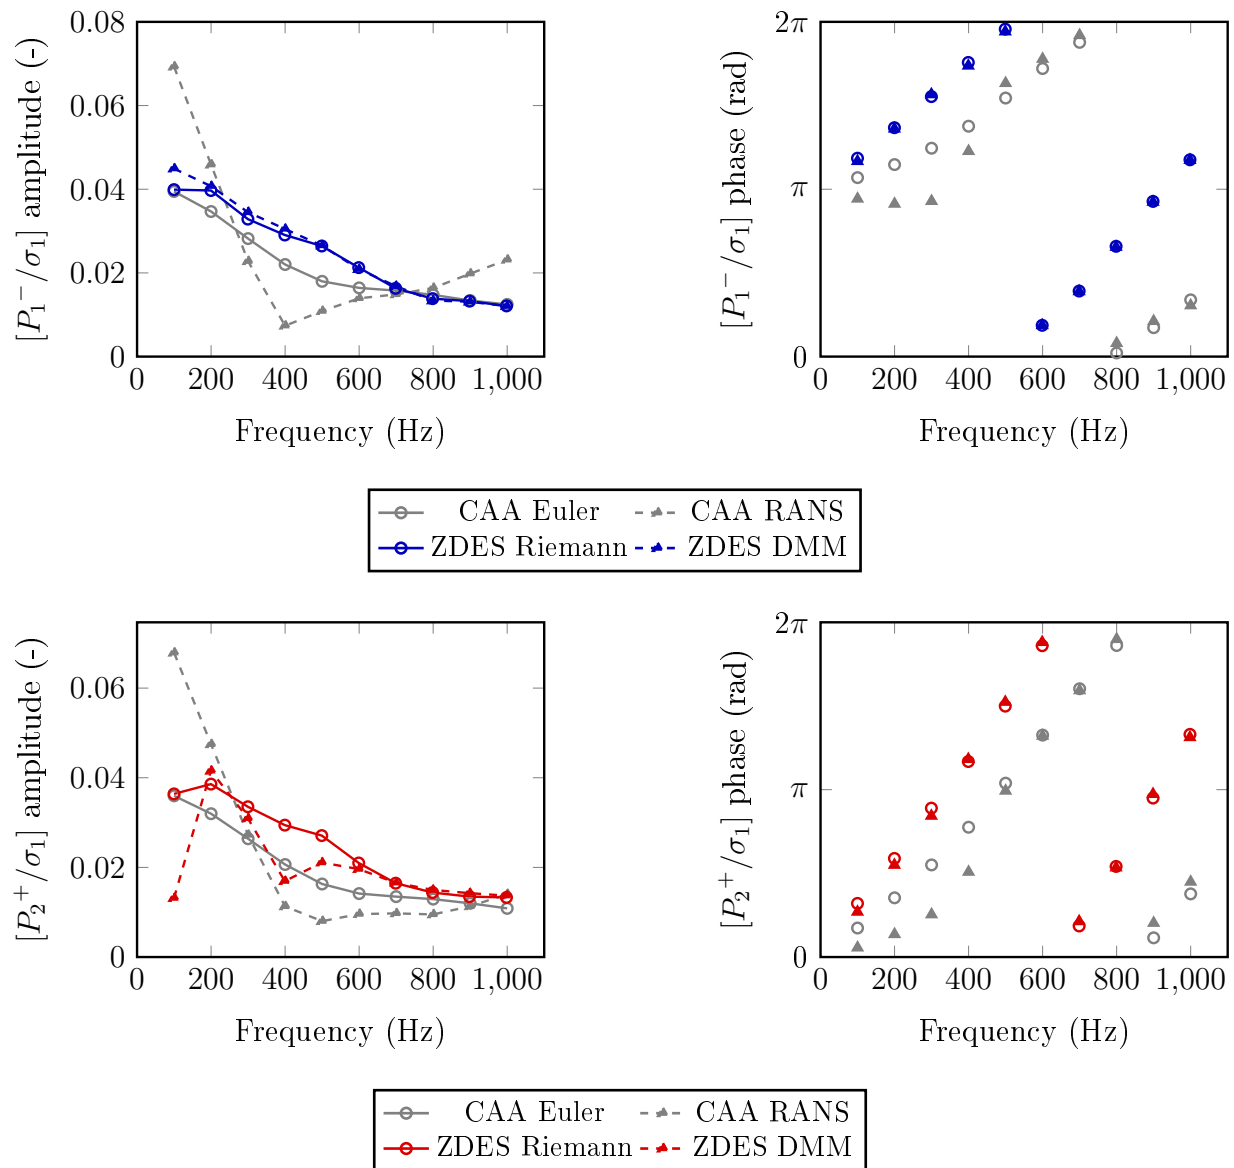 [P₁⁻/σ₁] amplitude (-)
0.08
0.06
0.04
0.02
0
0 200 400 600 800 1,000
Frequency (Hz)
[P₁⁻/σ₁] phase (rad)
2π
π
0
0 200 400 600 800 1,000
Frequency (Hz)
CAA Euler CAA RANS
ZDES Riemann ZDES DMM
[P₂⁺/σ₁] amplitude (-)
0.06
0.04
0.02
0
0 200 400 600 800 1,000
Frequency (Hz)
[P₂⁺/σ₁] phase (rad)
2π
π
0
0 200 400 600 800 1,000
Frequency (Hz)
CAA Euler CAA RANS
ZDES Riemann ZDES DMM